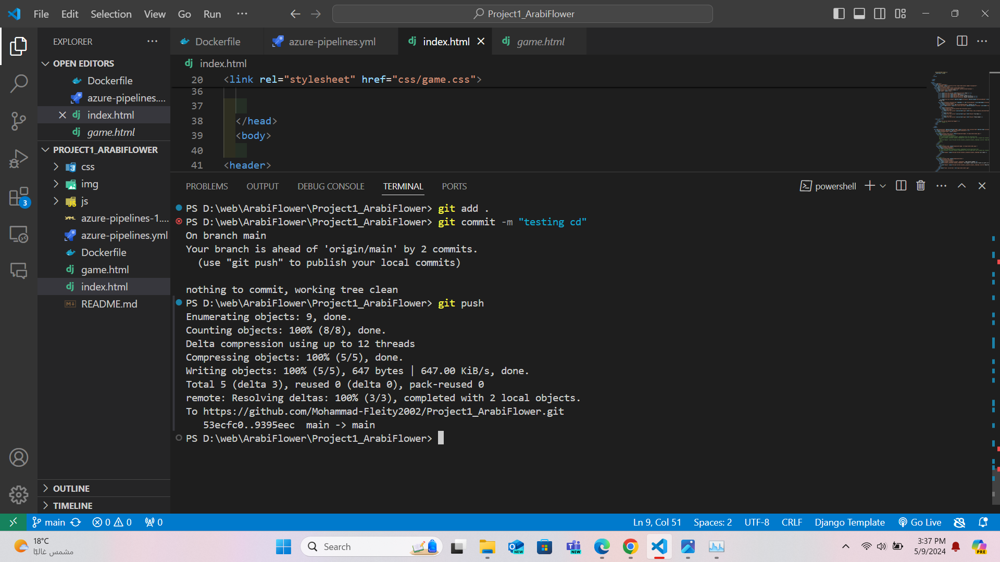 File Edit Selection View Go Run ···
Project1_ArabiFlower
EXPLORER
Dockerfile
azure-pipelines.yml
index.html
game.html
OPEN EDITORS
Dockerfile
azure-pipelines....
index.html
game.html
PROJECT1_ARABIFLOWER
css
img
js
azure-pipelines-1....
azure-pipelines.yml
Dockerfile
game.html
index.html
README.md
OUTLINE
TIMELINE
3
index.html
20 <link rel="stylesheet" href="css/game.css">
36
37
38 </head>
39 <body>
40
41 <header>
PROBLEMS OUTPUT DEBUG CONSOLE TERMINAL PORTS
powershell
PS D:\web\ArabiFlower\Project1_ArabiFlower> git add .
PS D:\web\ArabiFlower\Project1_ArabiFlower> git commit -m "testing cd"
On branch main
Your branch is ahead of 'origin/main' by 2 commits.
(use "git push" to publish your local commits)
nothing to commit, working tree clean
PS D:\web\ArabiFlower\Project1_ArabiFlower> git push
Enumerating objects: 9, done.
Counting objects: 100% (8/8), done.
Delta compression using up to 12 threads
Compressing objects: 100% (5/5), done.
Writing objects: 100% (5/5), 647 bytes | 647.00 KiB/s, done.
Total 5 (delta 3), reused 0 (delta 0), pack-reused 0
remote: Resolving deltas: 100% (3/3), completed with 2 local objects.
To https://github.com/Mohammad-Fleity2002/Project1_ArabiFlower.git
53ecfc0..9395eec main -> main
PS D:\web\ArabiFlower\Project1_ArabiFlower>
main 0 0 0
Ln 9, Col 51 Spaces: 2 UTF-8 CRLF Django Template Go Live
18°C
مشمس غالبًا
Search
NEW
NEW
3:37 PM
5/9/2024
PRE